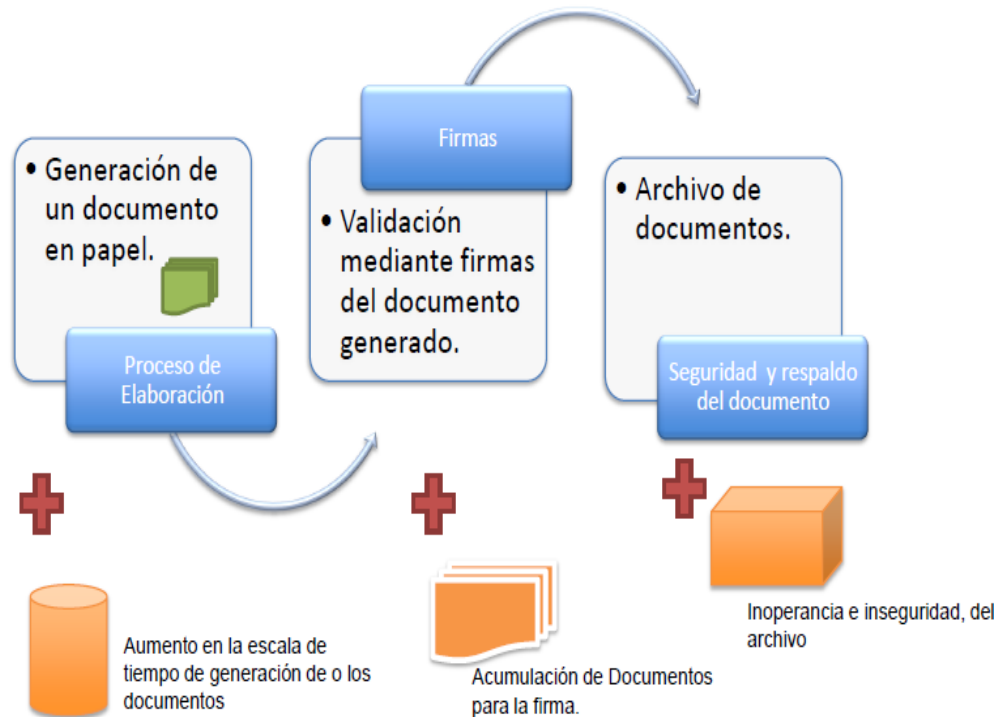 • Generación de
un documento
en papel.
Proceso de
Elaboración
Firmas
• Validación
mediante firmas
del documento
generado.
• Archivo de
documentos.
Seguridad y respaldo
del documento
Aumento en la escala de
tiempo de generación de o los
documentos
Acumulación de Documentos
para la firma.
Inoperancia e inseguridad, del
archivo